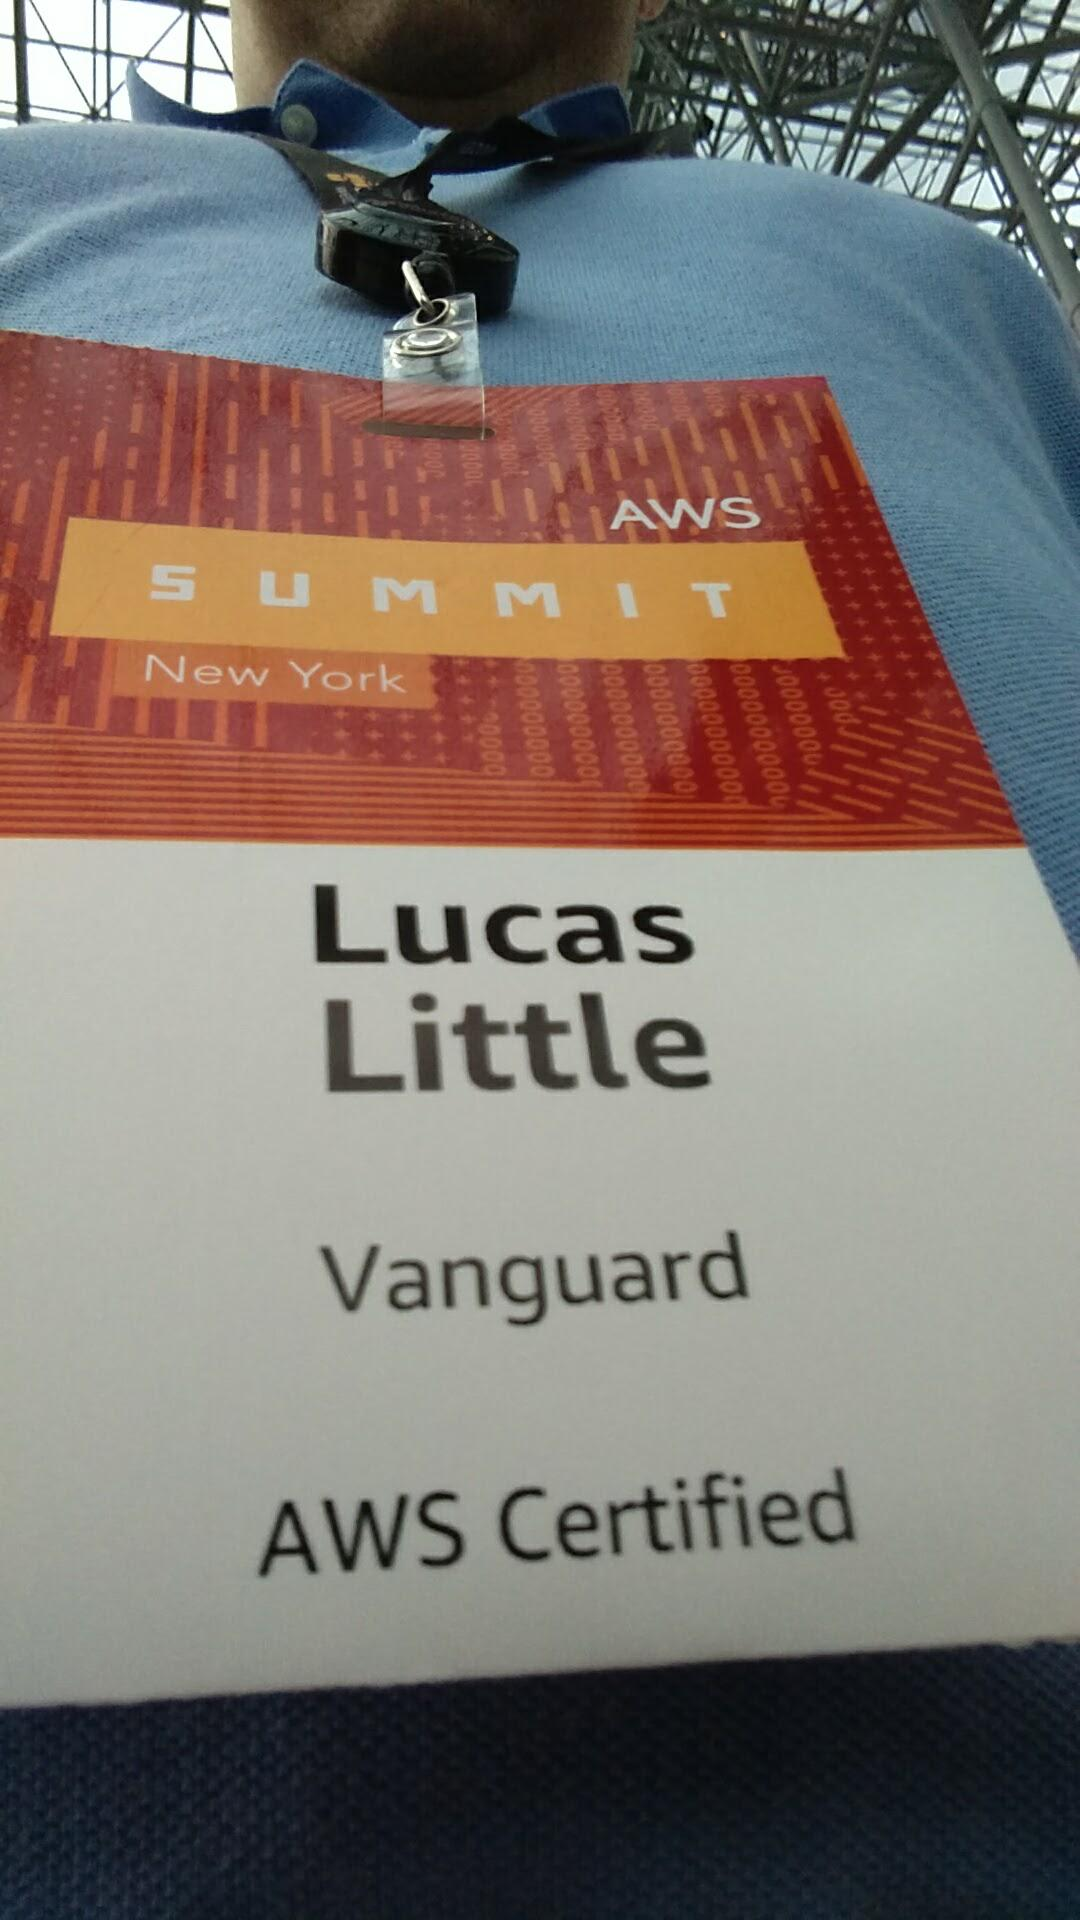 AWS
SUMMIT
New York
Lucas
Little
Vanguard
AWS Certified